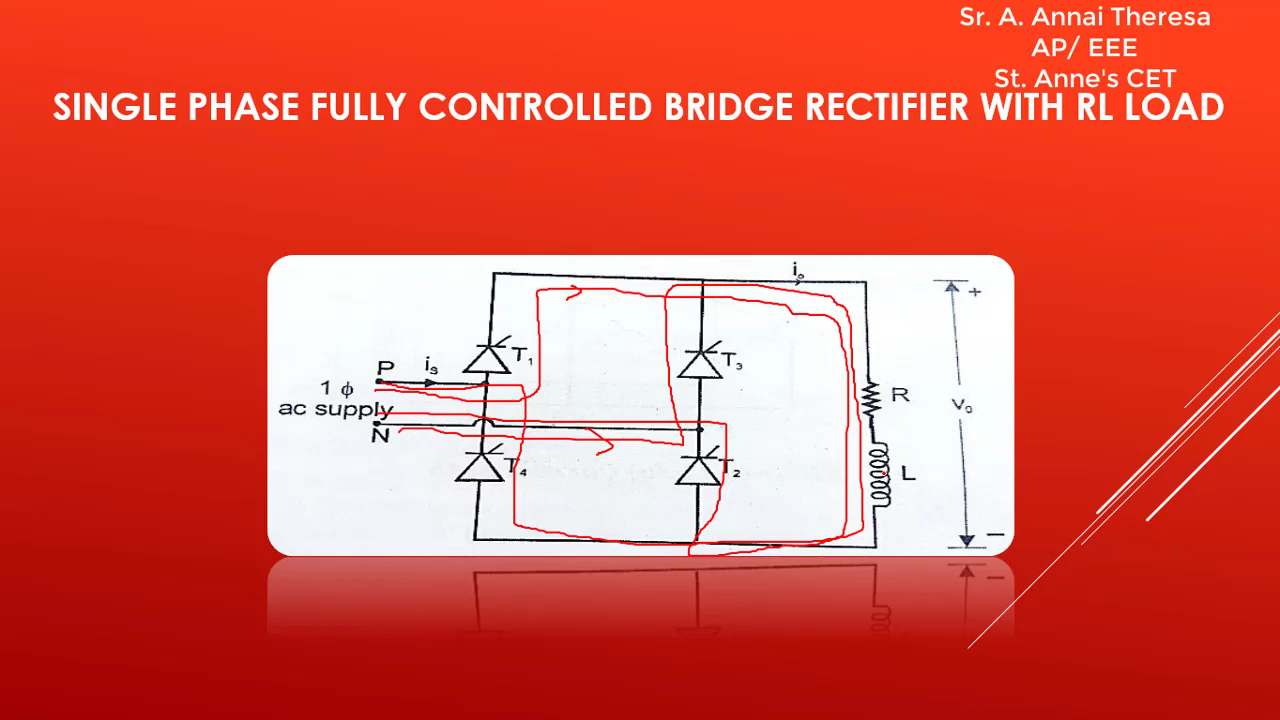 Sr. A. Annai Theresa
AP/ EEE
St. Anne's CET
SINGLE PHASE FULLY CONTROLLED BRIDGE RECTIFIER WITH RL LOAD
i₀
+
T₁
T₃
P
iₛ
1 ϕ
ac supply
R
v₀
N
T₄
T₂
L
−